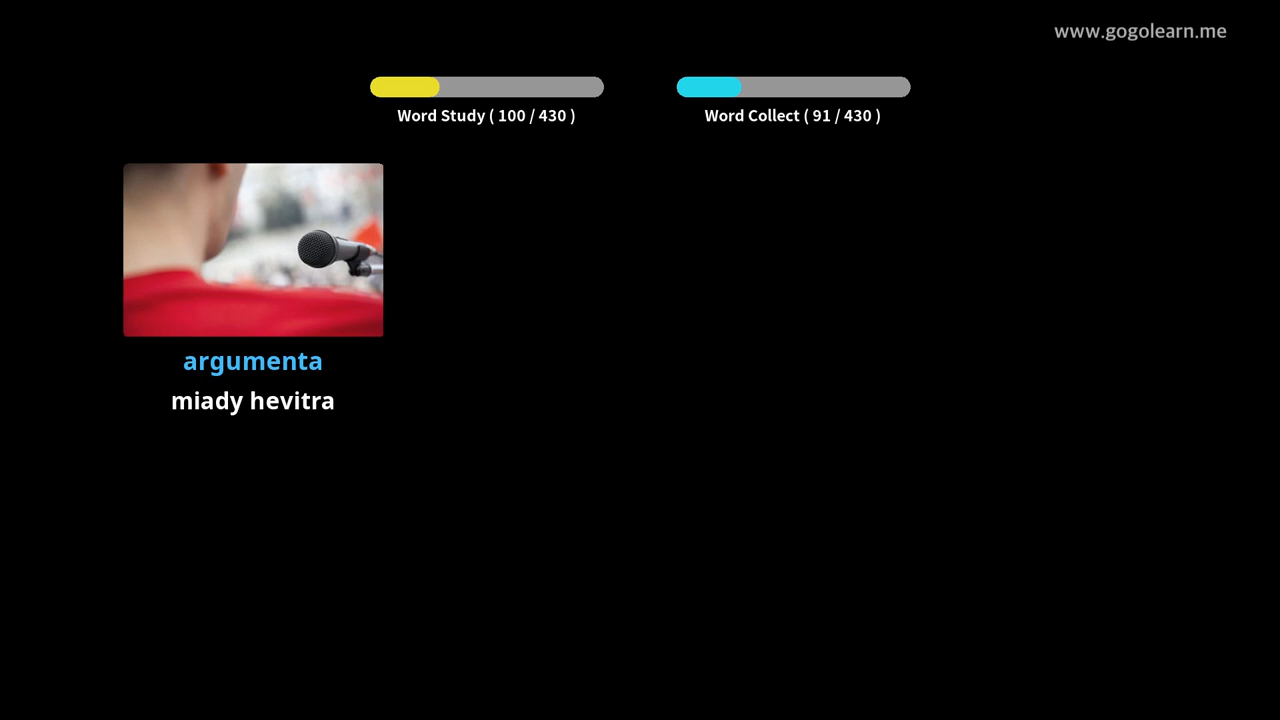 www.gogolearn.me
Word Study ( 100 / 430 )
Word Collect ( 91 / 430 )
argumenta
miady hevitra